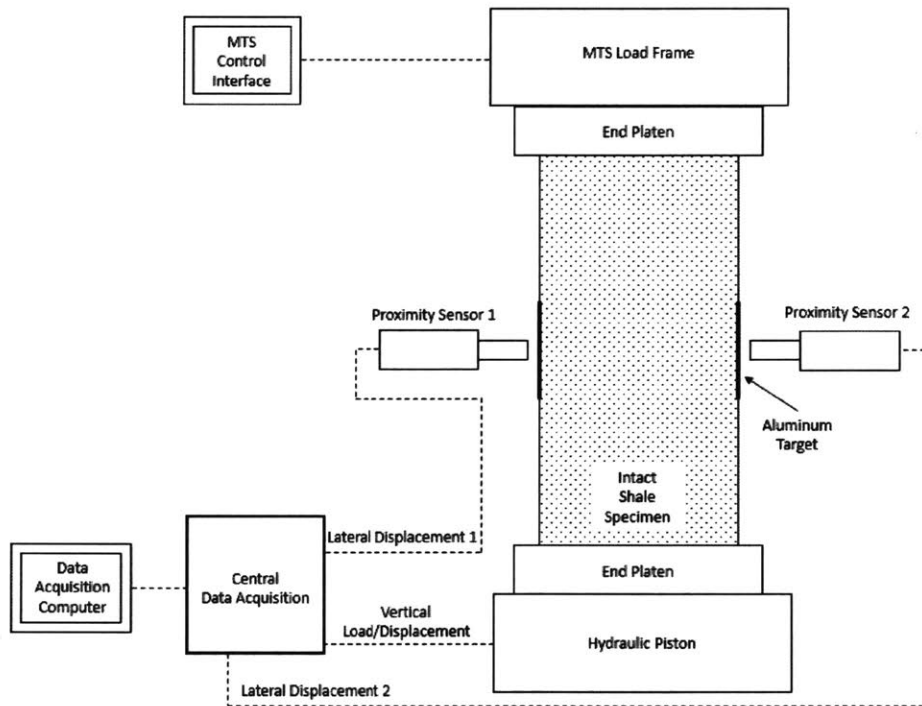 MTS
Control
Interface
MTS Load Frame
End Platen
Proximity Sensor 1
Proximity Sensor 2
Aluminum
Target
Intact
Shale
Specimen
Lateral Displacement 1
Data
Acquisition
Computer
Central
Data Acquisition
End Platen
Vertical
Load/Displacement
Hydraulic Piston
Lateral Displacement 2